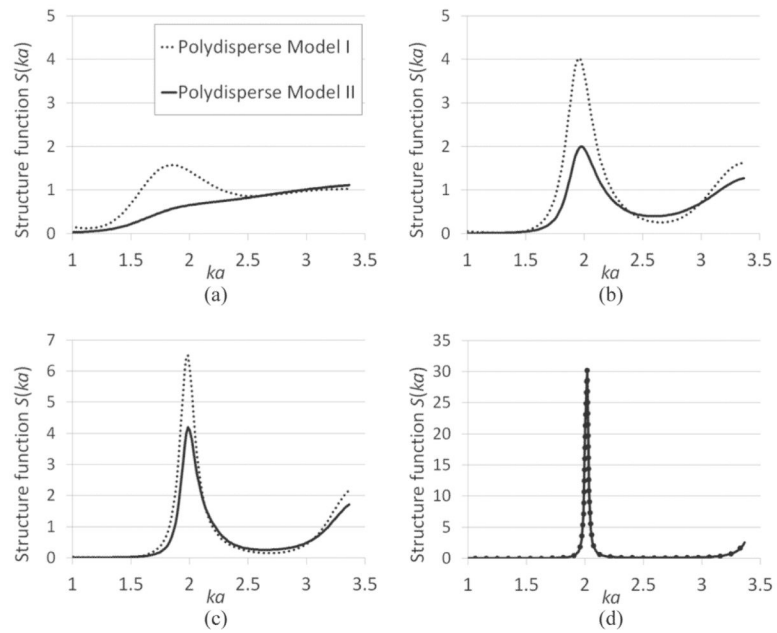 5
4
3
2
1
0
Structure function S(ka)
Polydisperse Model I
Polydisperse Model II
1 1.5 2 2.5 3 3.5
ka
(a)
5
4
3
2
1
0
Structure function S(ka)
1 1.5 2 2.5 3 3.5
ka
(b)
7
6
5
4
3
2
1
0
Structure function S(ka)
1 1.5 2 2.5 3 3.5
ka
(c)
35
30
25
20
15
10
5
0
Structure function S(ka)
1 1.5 2 2.5 3 3.5
ka
(d)